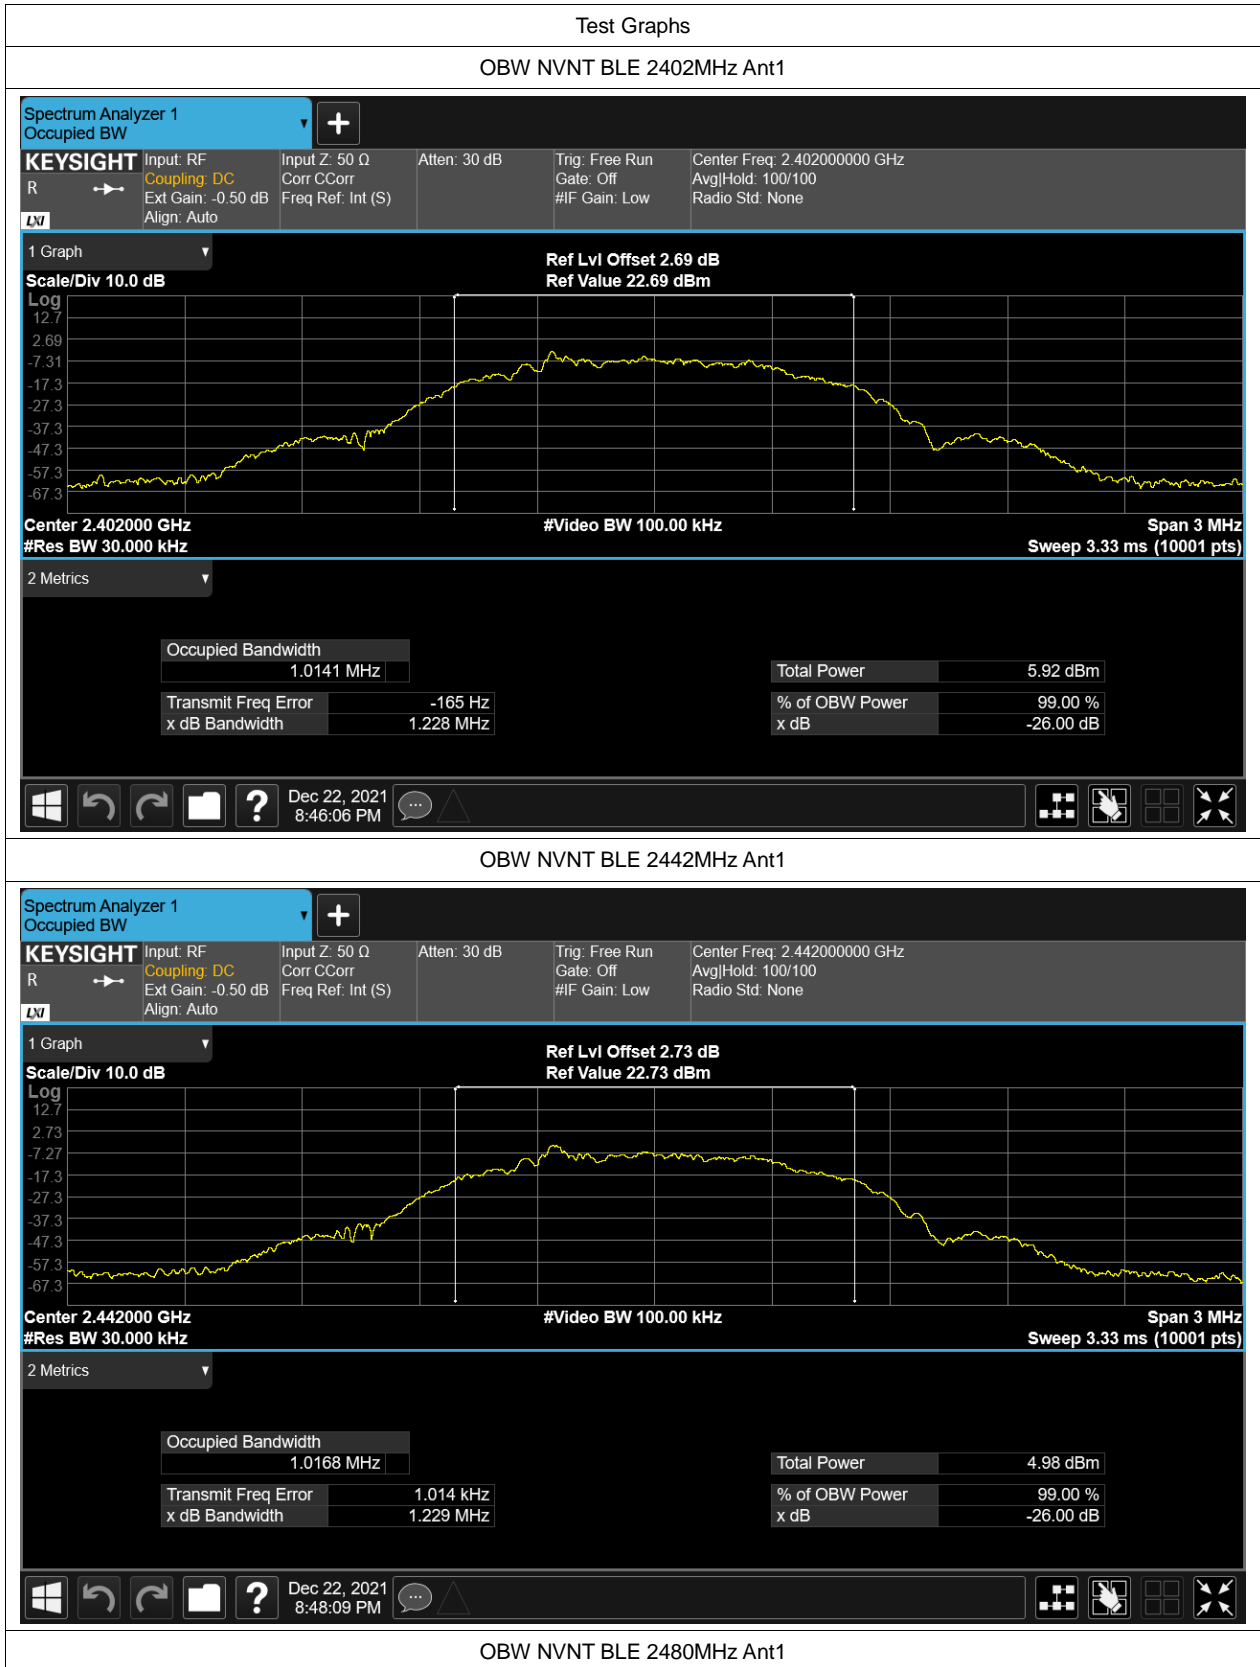 Test Graphs
OBW NVNT BLE 2402MHz Ant1
Spectrum Analyzer 1
Occupied BW
KEYSIGHT
R
LXI
Input: RF
Coupling: DC
Ext Gain: -0.50 dB
Align: Auto
Input Z: 50 Ω
Corr CCorr
Freq Ref: Int (S)
Atten: 30 dB
Trig: Free Run
Gate: Off
#IF Gain: Low
Center Freq: 2.402000000 GHz
Avg|Hold: 100/100
Radio Std: None
1 Graph
Scale/Div 10.0 dB
Ref Lvl Offset 2.69 dB
Ref Value 22.69 dBm
Log
12.7
2.69
-7.31
-17.3
-27.3
-37.3
-47.3
-57.3
-67.3
Center 2.402000 GHz
#Video BW 100.00 kHz
Span 3 MHz
#Res BW 30.000 kHz
Sweep 3.33 ms (10001 pts)
2 Metrics
Occupied Bandwidth
1.0141 MHz
Total Power 5.92 dBm
Transmit Freq Error -165 Hz
% of OBW Power 99.00 %
x dB Bandwidth 1.228 MHz
x dB -26.00 dB
?
Dec 22, 2021
8:46:06 PM
OBW NVNT BLE 2442MHz Ant1
Spectrum Analyzer 1
Occupied BW
KEYSIGHT
R
LXI
Input: RF
Coupling: DC
Ext Gain: -0.50 dB
Align: Auto
Input Z: 50 Ω
Corr CCorr
Freq Ref: Int (S)
Atten: 30 dB
Trig: Free Run
Gate: Off
#IF Gain: Low
Center Freq: 2.442000000 GHz
Avg|Hold: 100/100
Radio Std: None
1 Graph
Scale/Div 10.0 dB
Ref Lvl Offset 2.73 dB
Ref Value 22.73 dBm
Log
12.7
2.73
-7.27
-17.3
-27.3
-37.3
-47.3
-57.3
-67.3
Center 2.442000 GHz
#Video BW 100.00 kHz
Span 3 MHz
#Res BW 30.000 kHz
Sweep 3.33 ms (10001 pts)
2 Metrics
Occupied Bandwidth
1.0168 MHz
Total Power 4.98 dBm
Transmit Freq Error 1.014 kHz
% of OBW Power 99.00 %
x dB Bandwidth 1.229 MHz
x dB -26.00 dB
?
Dec 22, 2021
8:48:09 PM
OBW NVNT BLE 2480MHz Ant1